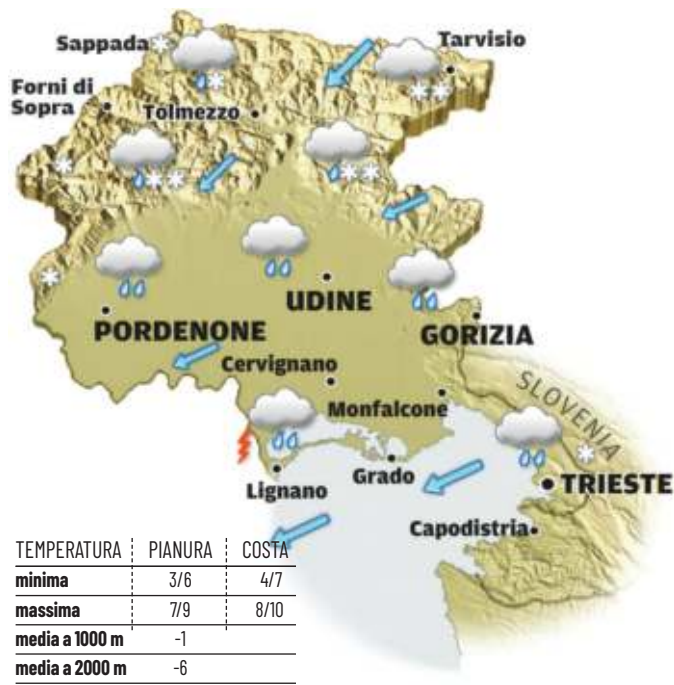 Sappada
Tarvisio
Forni di
Sopra
Tolmezzo
UDINE
PORDENONE
GORIZIA
Cervignano
SLOVENIA
Monfalcone
Grado
TRIESTE
Lignano
Capodistria
TEMPERATURA PIANURA COSTA
minima 3/6 4/7
massima 7/9 8/10
media a 1000 m -1
media a 2000 m -6